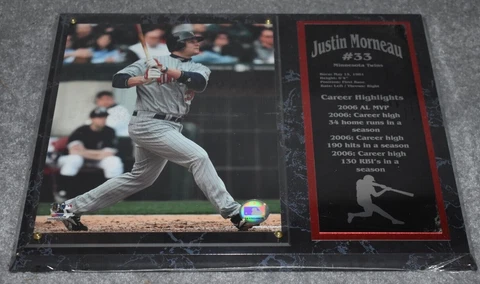 Justin Morneau
#33
Minnesota Twins
Career Highlights
2006 AL MVP
2006: Career high
34 home runs in a
season
2006: Career high
190 hits in a season
2006: Career high
130 RBI's in a
season